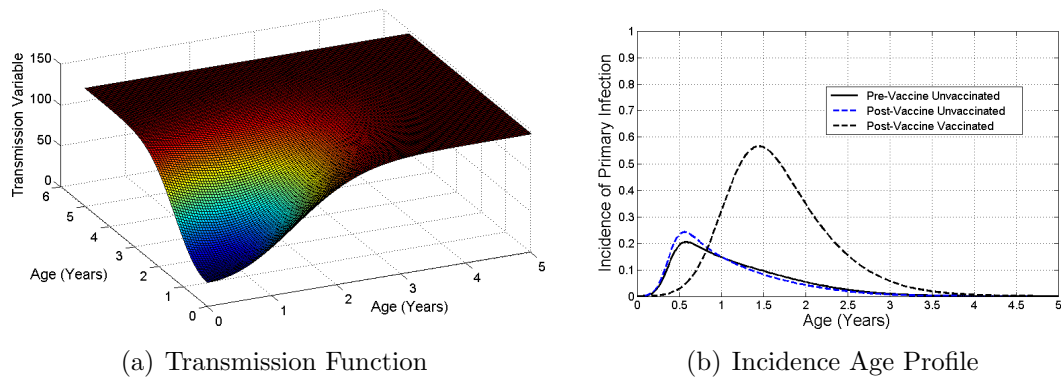 150
100
50
0
Transmission Variable
6
5
4
3
2
1
0
Age (Years)
0
1
2
3
4
5
Age (Years)
(a) Transmission Function
1
0.9
0.8
0.7
0.6
0.5
0.4
0.3
0.2
0.1
0
Incidence of Primary Infection
Pre-Vaccine Unvaccinated
Post-Vaccine Unvaccinated
Post-Vaccine Vaccinated
0 0.5 1 1.5 2 2.5 3 3.5 4 4.5 5
Age (Years)
(b) Incidence Age Profile